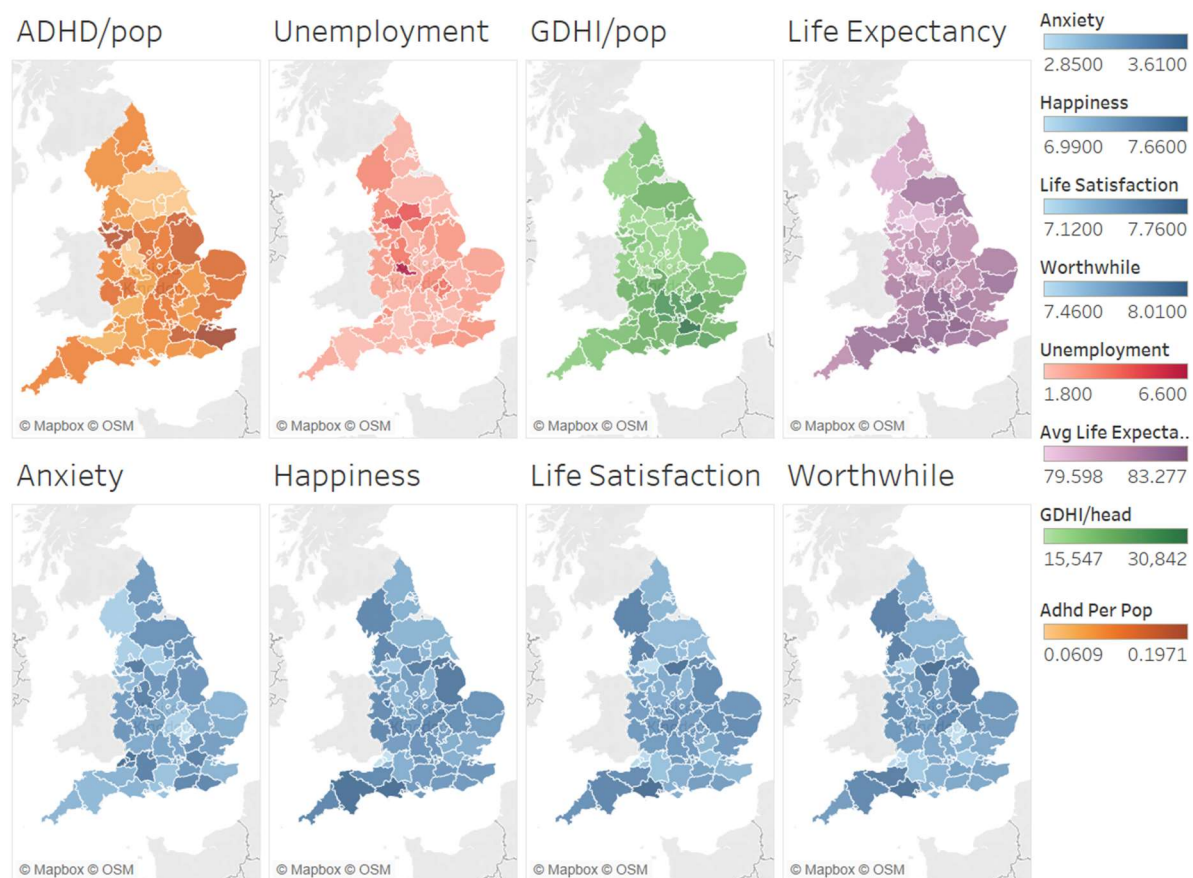 ADHD/pop
Unemployment
GDHI/pop
Life Expectancy
© Mapbox © OSM
© Mapbox © OSM
© Mapbox © OSM
© Mapbox © OSM
Anxiety
Happiness
Life Satisfaction
Worthwhile
© Mapbox © OSM
© Mapbox © OSM
© Mapbox © OSM
© Mapbox © OSM
Anxiety
2.8500 3.6100
Happiness
6.9900 7.6600
Life Satisfaction
7.1200 7.7600
Worthwhile
7.4600 8.0100
Unemployment
1.800 6.600
Avg Life Expecta..
79.598 83.277
GDHI/head
15,547 30,842
Adhd Per Pop
0.0609 0.1971